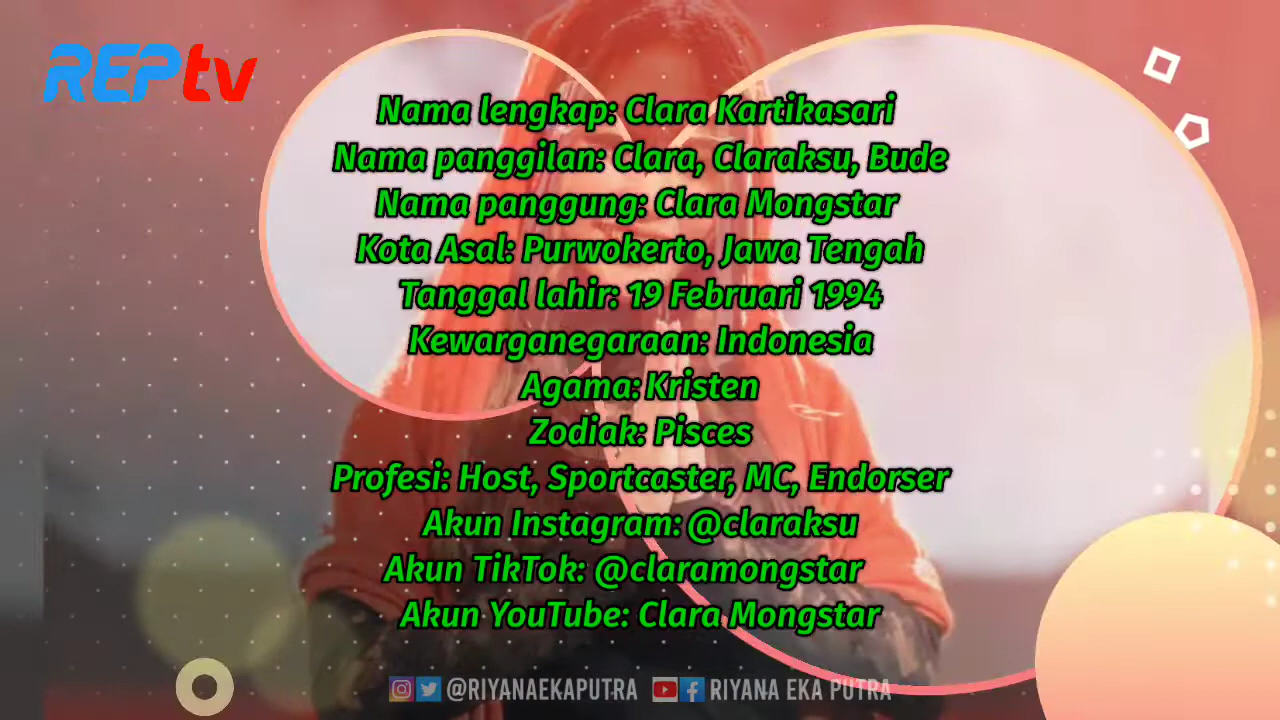 REPtv
Nama lengkap: Clara Kartikasari
Nama panggilan: Clara, Claraksu, Bude
Nama panggung: Clara Mongstar
Kota Asal: Purwokerto, Jawa Tengah
Tanggal lahir: 19 Februari 1994
Kewarganegaraan: Indonesia
Agama: Kristen
Zodiak: Pisces
Profesi: Host, Sportcaster, MC, Endorser
Akun Instagram: @claraksu
Akun TikTok: @claramongstar
Akun YouTube: Clara Mongstar
@RIYANAEKAPUTRA RIYANA EKA PUTRA